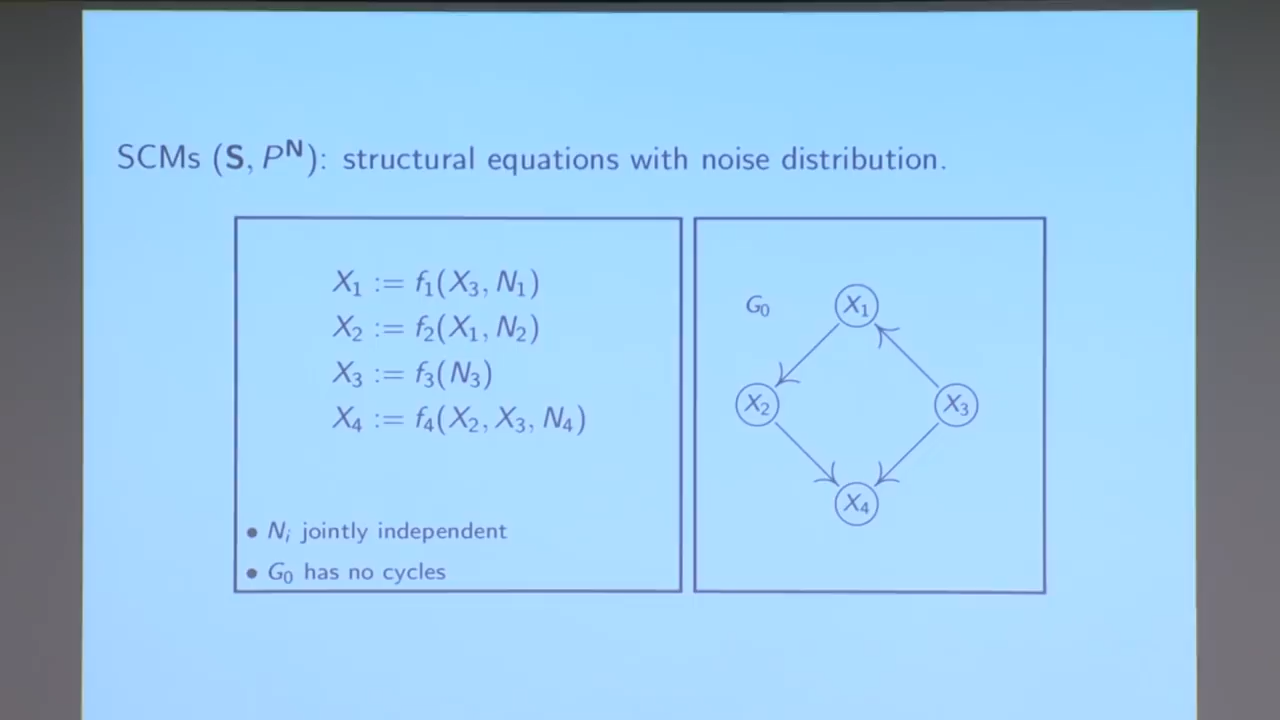 SCMs (S, P^N): structural equations with noise distribution.
X₁ := f₁(X₃, N₁)
X₂ := f₂(X₁, N₂)
X₃ := f₃(N₃)
X₄ := f₄(X₂, X₃, N₄)
• Nᵢ jointly independent
• G₀ has no cycles
G₀
X₁
X₂
X₃
X₄